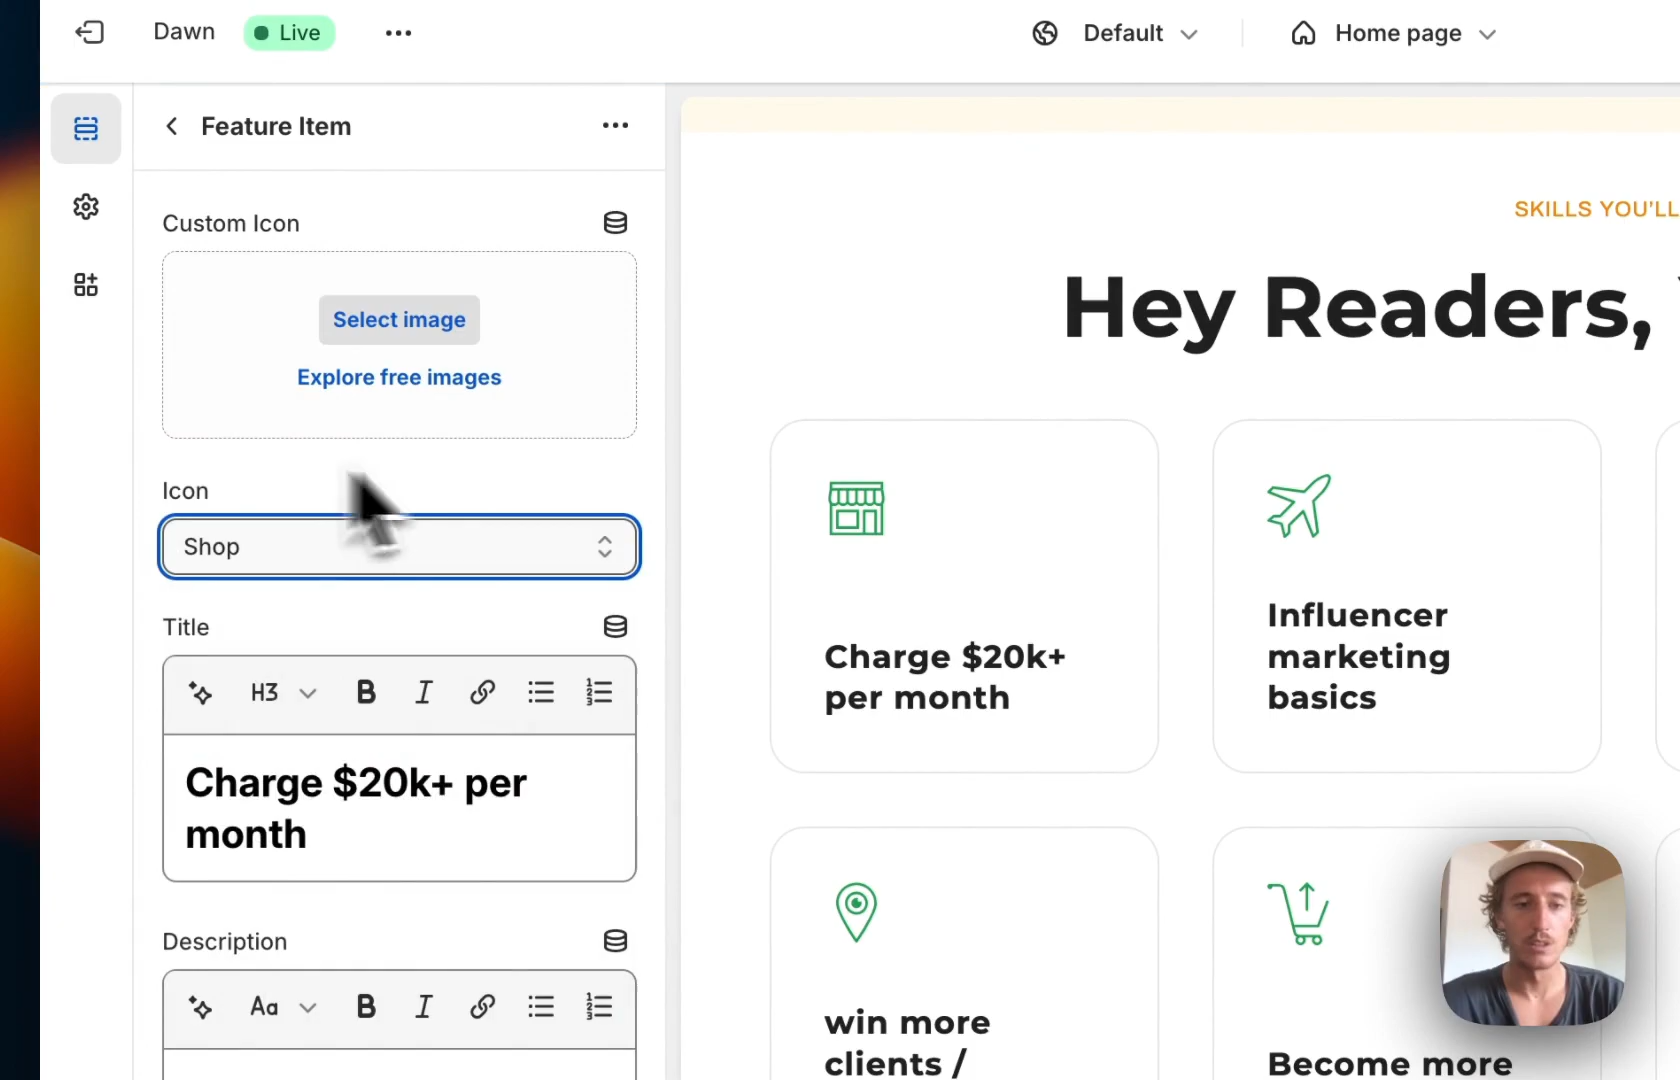 Dawn
Live
Default
Home page
Feature Item
Custom Icon
Select image
Explore free images
Icon
Shop
Title
H3
B
I
Charge $20k+ per
month
Description
Aa
B
I
SKILLS YOU'LL
Hey Readers,
Charge $20k+
per month
Influencer
marketing
basics
win more
clients /
Become more